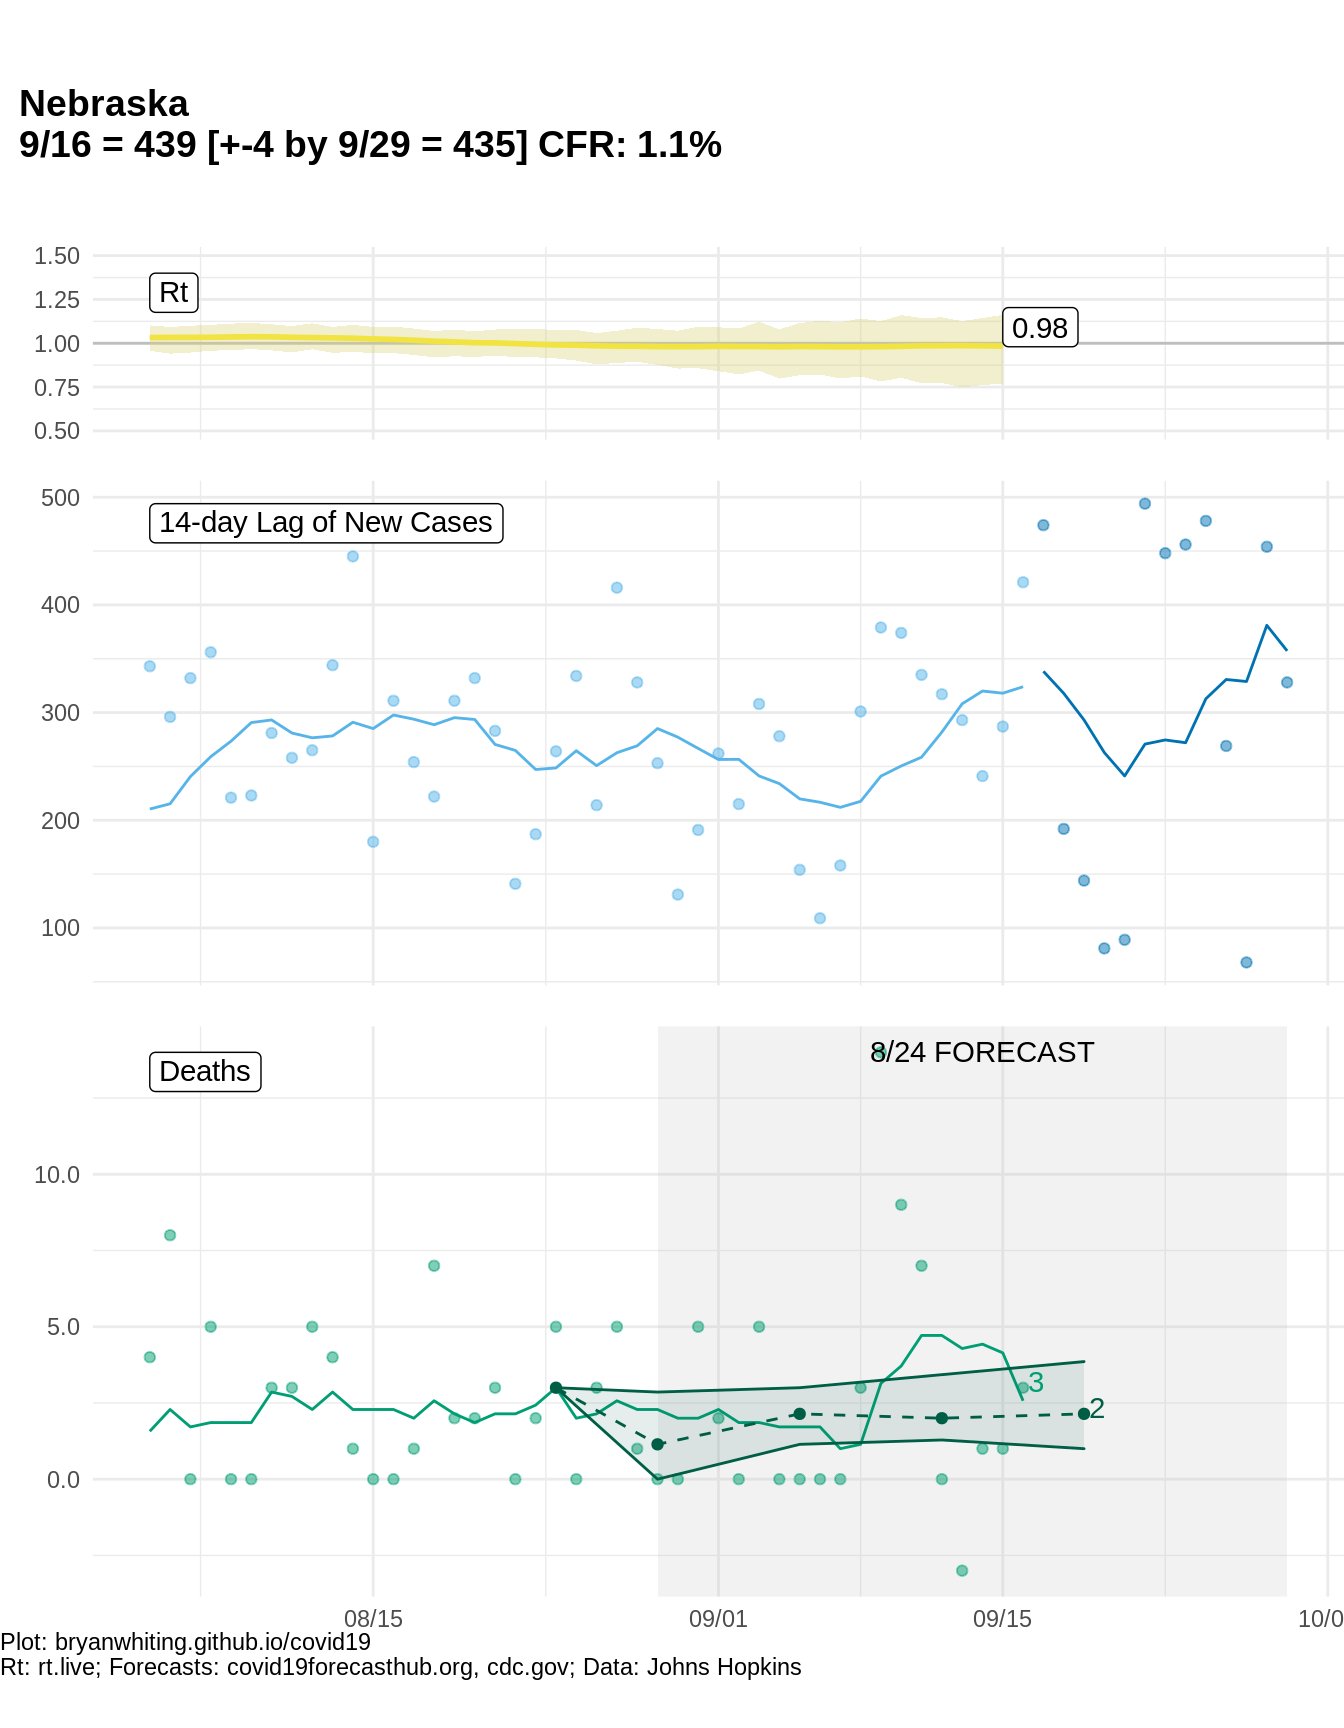 Nebraska
9/16 = 439 [+-4 by 9/29 = 435] CFR: 1.1%
1.50
Rt
1.25
0.98
1.00
0.75
0.50
500
14-day Lag of New Cases
400
300
200
100
8/24 FORECAST
Deaths
10.0
5.0
3
2
0.0
08/15 09/01 09/15 10/0
Plot: bryanwhiting.github.io/covid19
Rt: rt.live; Forecasts: covid19forecasthub.org, cdc.gov; Data: Johns Hopkins